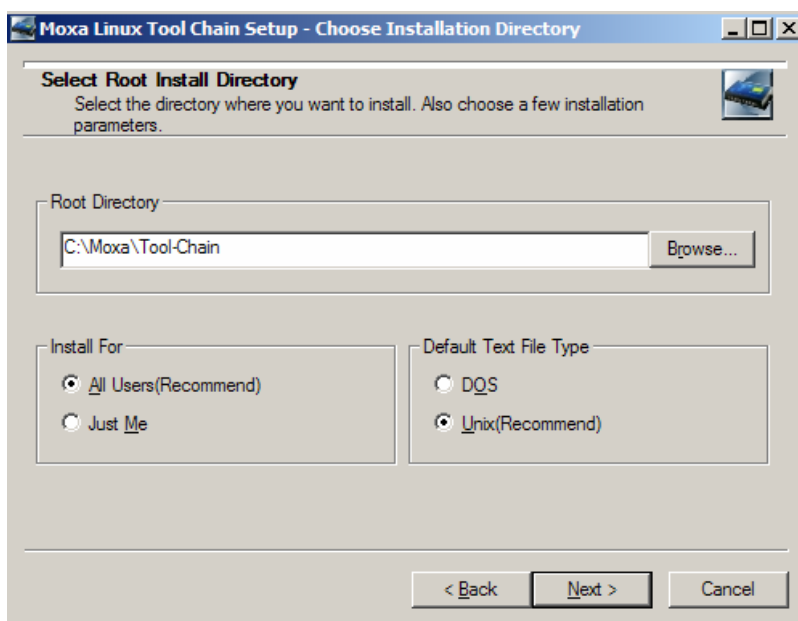 Moxa Linux Tool Chain Setup - Choose Installation Directory
Select Root Install Directory
Select the directory where you want to install. Also choose a few installation
parameters.
Root Directory
C:\Moxa\Tool-Chain
Browse...
Install For
All Users(Recommend)
Just Me
Default Text File Type
DOS
Unix(Recommend)
< Back
Next >
Cancel